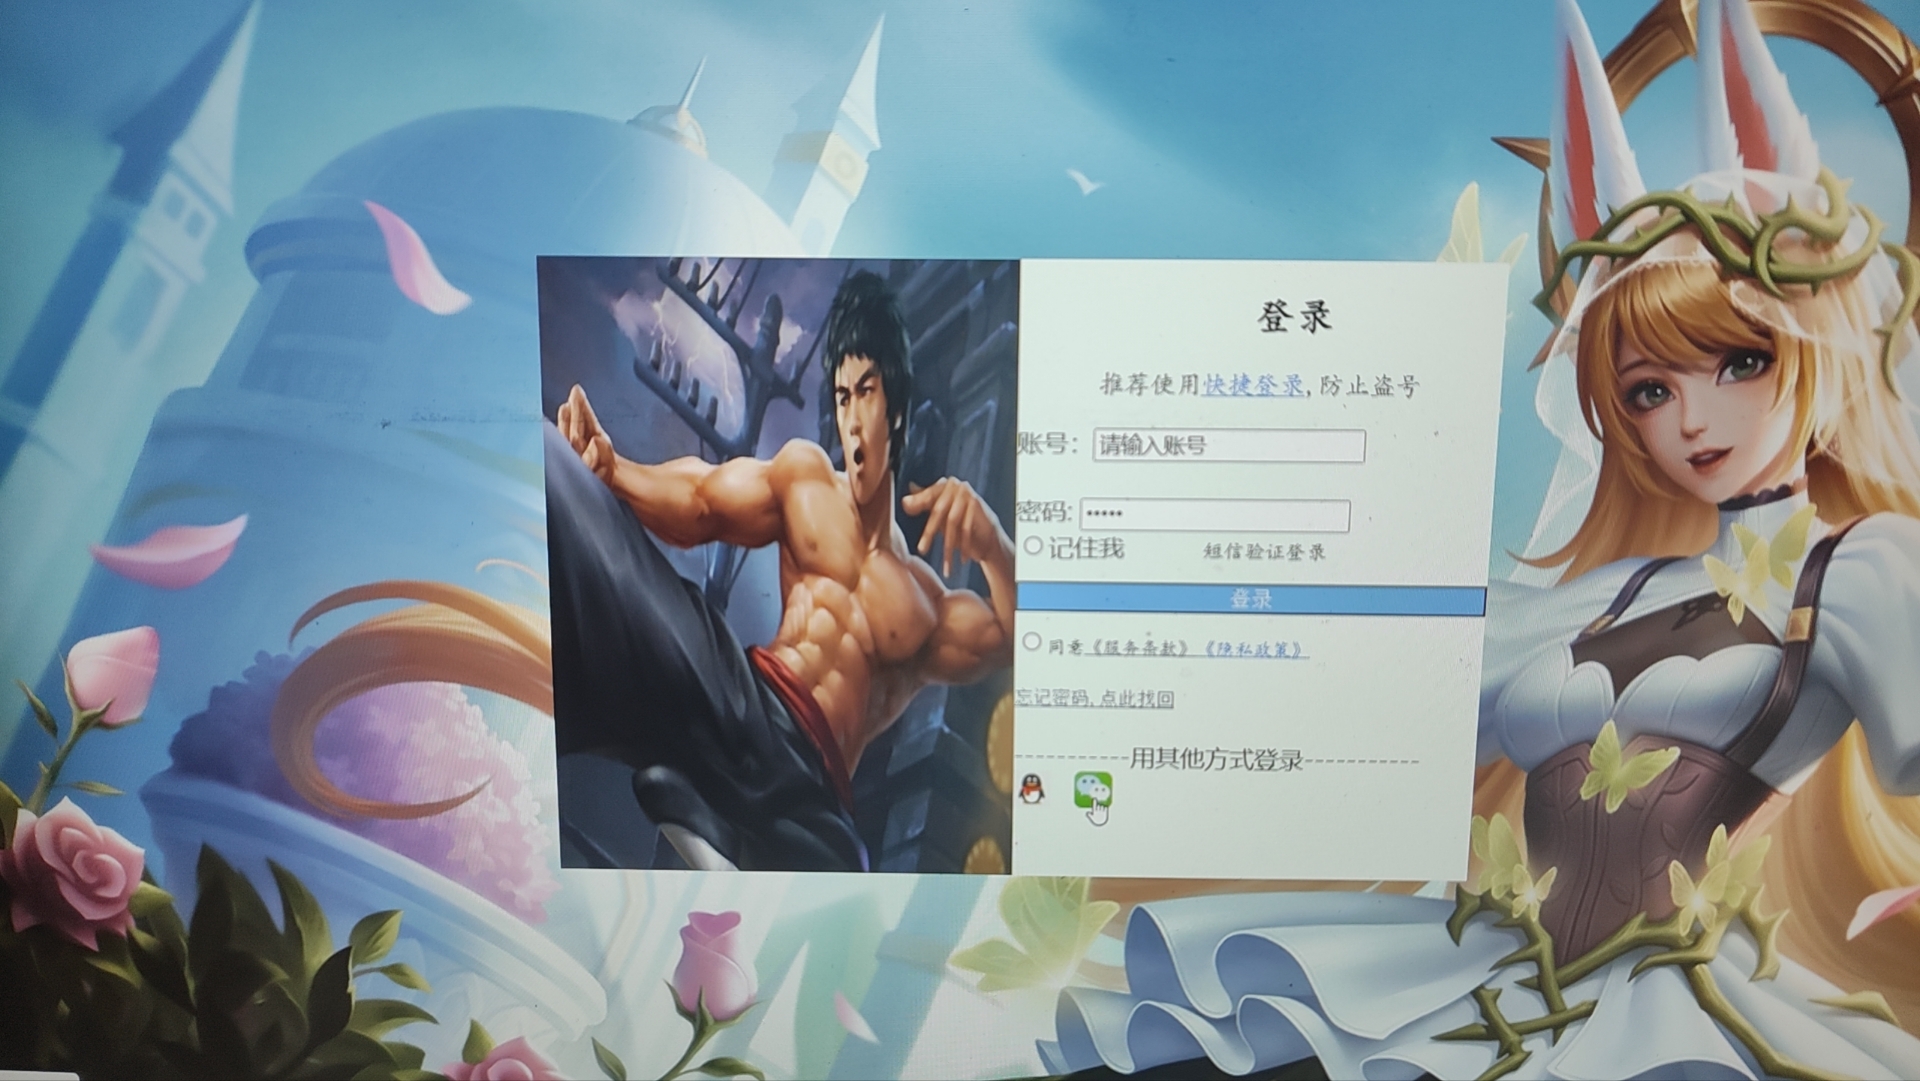 登录
推荐使用快捷登录,防止盗号
账号： 请输入账号
密码: •••••
记住我 短信验证登录
登录
同意《服务条款》《隐私政策》
忘记密码,点此找回
-----------用其他方式登录-----------